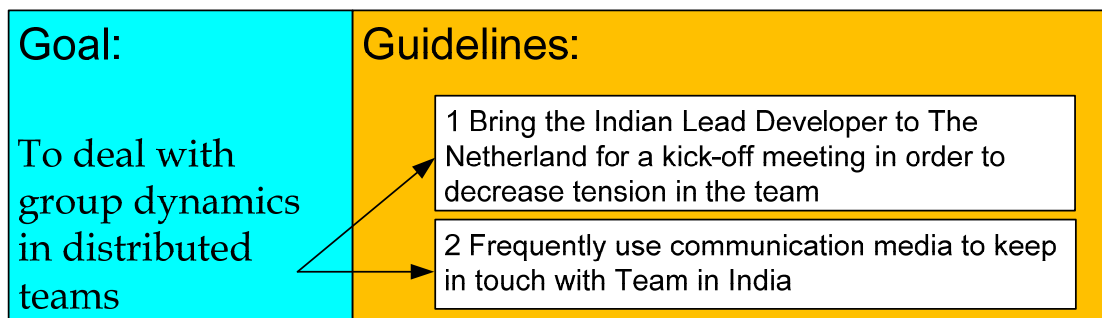 Goal:
To deal with
group dynamics
in distributed
teams
Guidelines:
1 Bring the Indian Lead Developer to The
Netherland for a kick-off meeting in order to
decrease tension in the team
2 Frequently use communication media to keep
in touch with Team in India